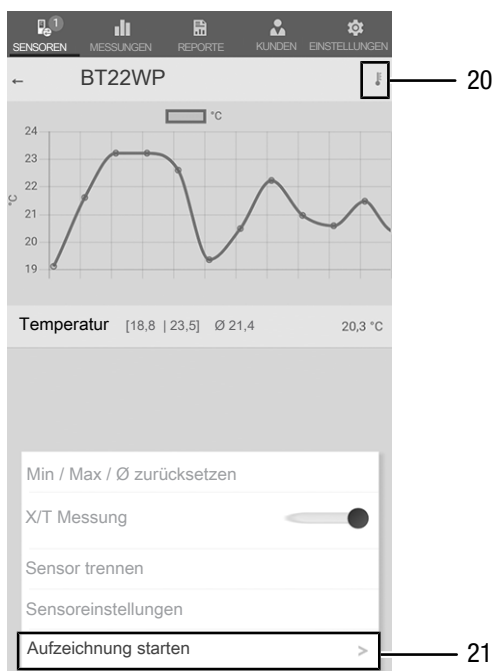 1
SENSOREN MESSUNGEN REPORTE KUNDEN EINSTELLUNGEN
← BT22WP
20
°C
24
23
22
21
20
19
°C
Temperatur [18,8 | 23,5] Ø 21,4 20,3 °C
Min / Max / Ø zurücksetzen
X/T Messung
Sensor trennen
Sensoreinstellungen
Aufzeichnung starten >
21